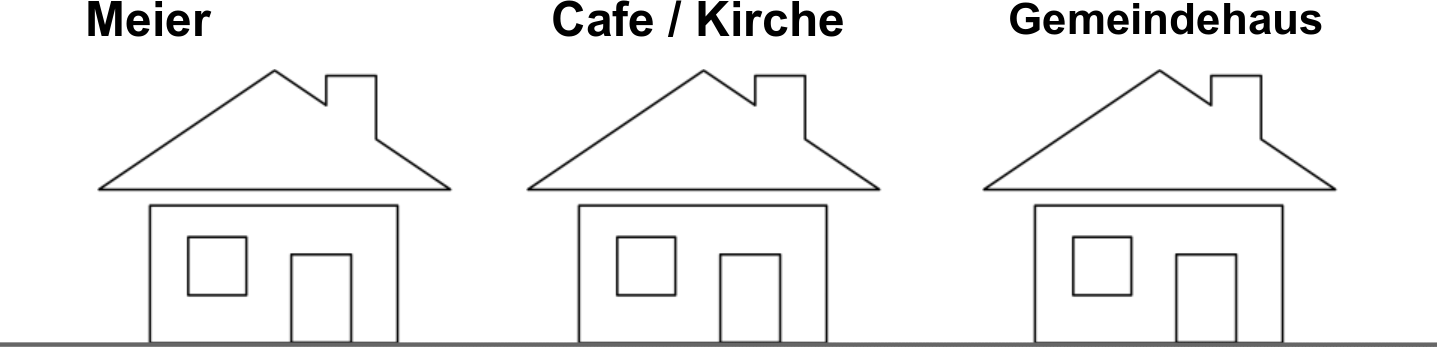 Meier
Cafe / Kirche
Gemeindehaus